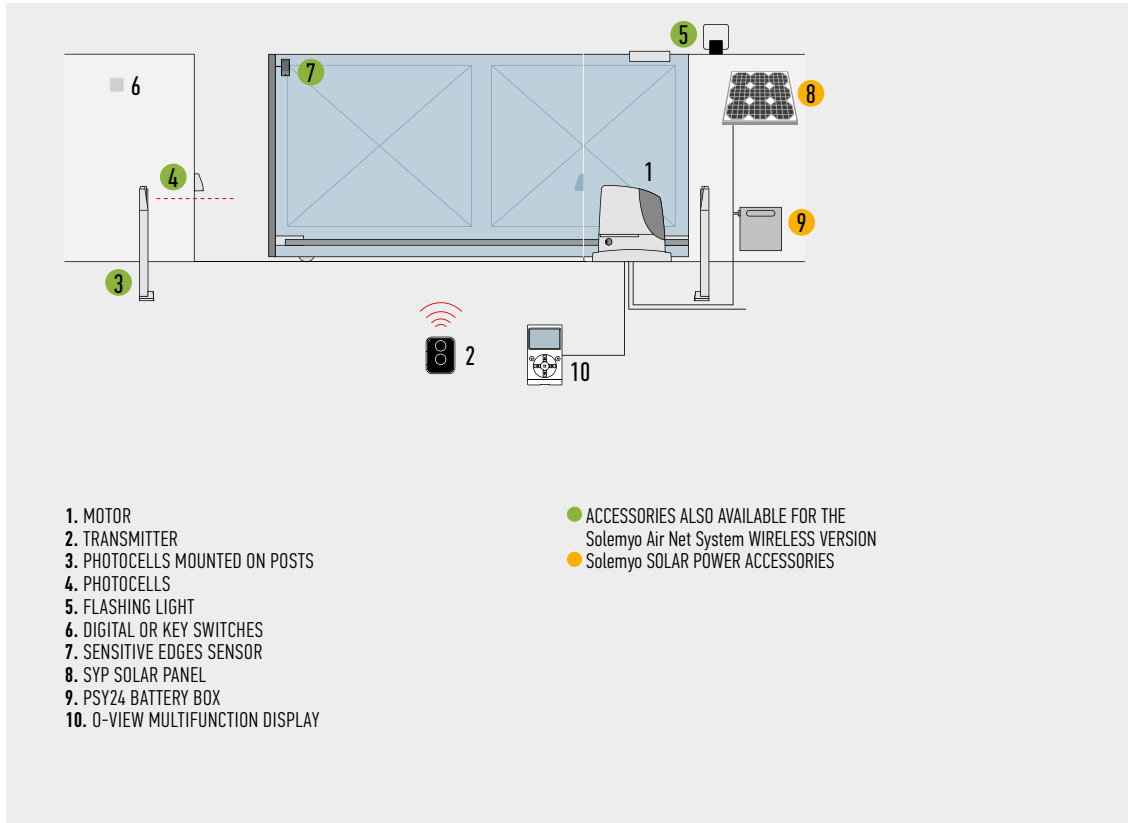 5
6
7
8
4
1
9
3
2
10
1. MOTOR
2. TRANSMITTER
3. PHOTOCELLS MOUNTED ON POSTS
4. PHOTOCELLS
5. FLASHING LIGHT
6. DIGITAL OR KEY SWITCHES
7. SENSITIVE EDGES SENSOR
8. SYP SOLAR PANEL
9. PSY24 BATTERY BOX
10. O-VIEW MULTIFUNCTION DISPLAY
ACCESSORIES ALSO AVAILABLE FOR THE
Solemyo Air Net System WIRELESS VERSION
Solemyo SOLAR POWER ACCESSORIES